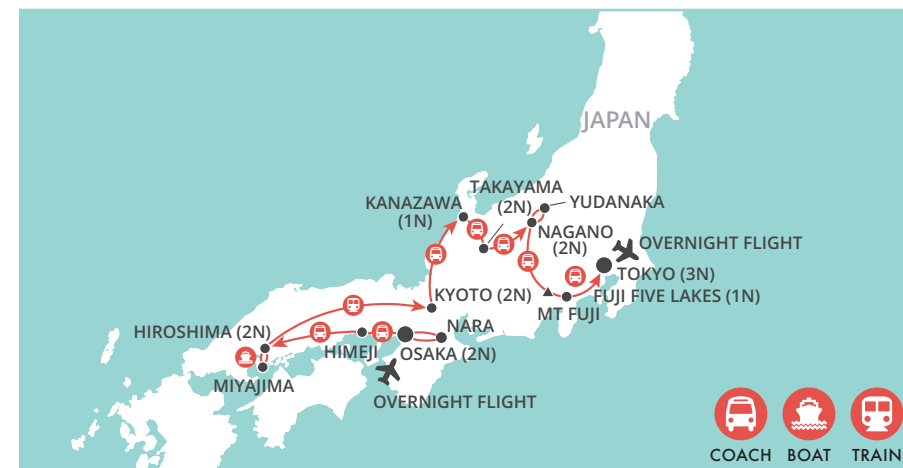 JAPAN
TAKAYAMA
(2N)
YUDANAKA
KANAZAWA
(1N)
NAGANO
(2N)
OVERNIGHT FLIGHT
TOKYO (3N)
FUJI FIVE LAKES (1N)
MT FUJI
KYOTO (2N)
NARA
HIROSHIMA (2N)
HIMEJI
OSAKA (2N)
MIYAJIMA
OVERNIGHT FLIGHT
COACH BOAT TRAIN